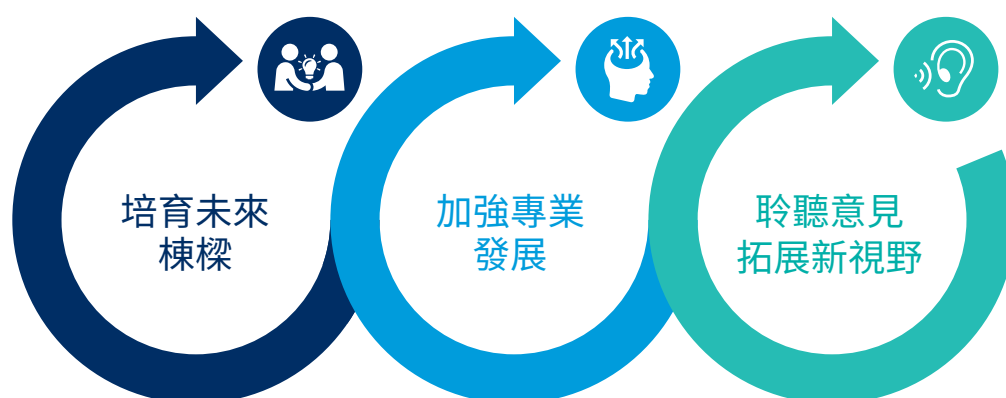 培育未來
棟樑
加強專業
發展
聆聽意見
拓展新視野